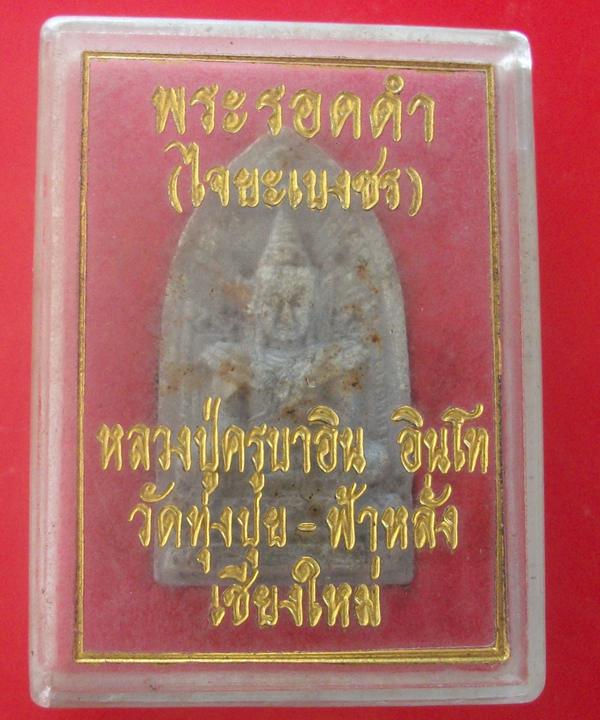 พระรอดดำ
(ไจยะเบงชร)
หลวงปู่ครูบาอิน อินโท
วัดทุ่งปุย - ฟ้าหลั่ง
เชียงใหม่